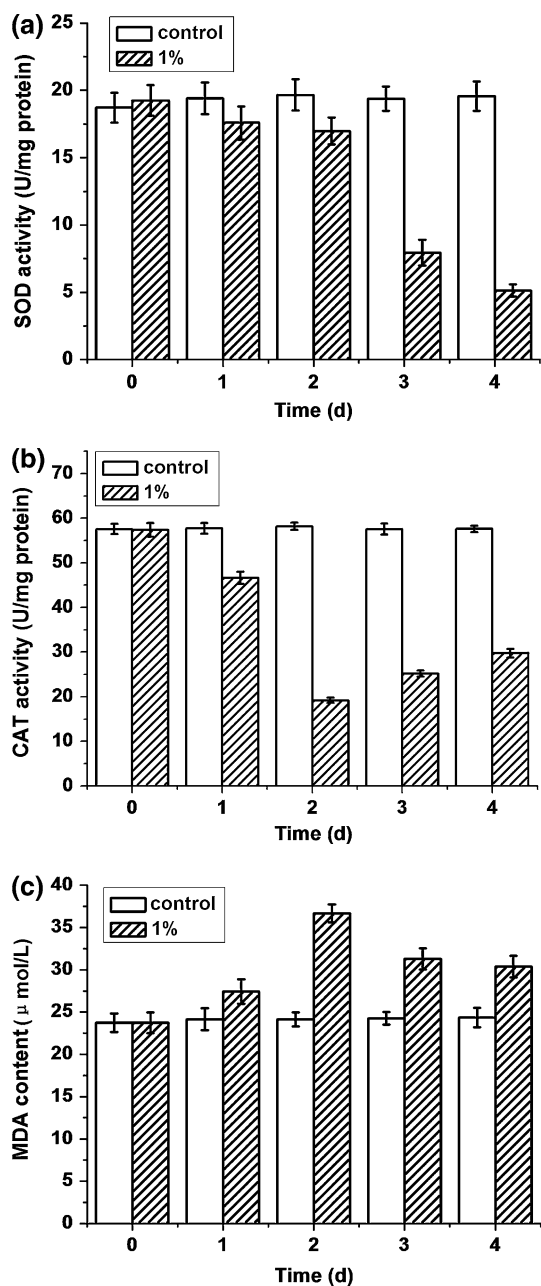 (a)
control
1%
SOD activity (U/mg protein)
25
20
15
10
5
0
0 1 2 3 4
Time (d)
(b)
control
1%
CAT activity (U/mg protein)
70
60
50
40
30
20
10
0
0 1 2 3 4
Time (d)
(c)
control
1%
MDA content (μ mol/L)
40
35
30
25
20
15
10
5
0
0 1 2 3 4
Time (d)